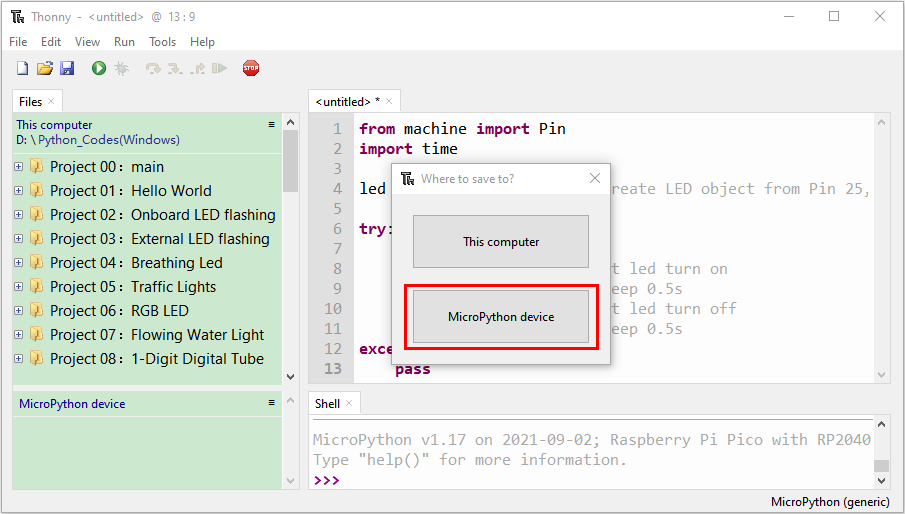 Thonny - <untitled> @ 13 : 9
File Edit View Run Tools Help
STOP
Files ×
This computer
D: \ Python_Codes(Windows)
Project 00：main
Project 01：Hello World
Project 02：Onboard LED flashing
Project 03：External LED flashing
Project 04：Breathing Led
Project 05：Traffic Lights
Project 06：RGB LED
Project 07：Flowing Water Light
Project 08：1-Digit Digital Tube
MicroPython device
<untitled> * ×
1 from machine import Pin
2 import time
3
4 led reate LED object from Pin 25,
5
6 try:
7
8 t led turn on
9 eep 0.5s
10 t led turn off
11 eep 0.5s
12 exce
13 pass
Where to save to?
This computer
MicroPython device
Shell ×
MicroPython v1.17 on 2021-09-02; Raspberry Pi Pico with RP2040
Type "help()" for more information.
>>>
MicroPython (generic)